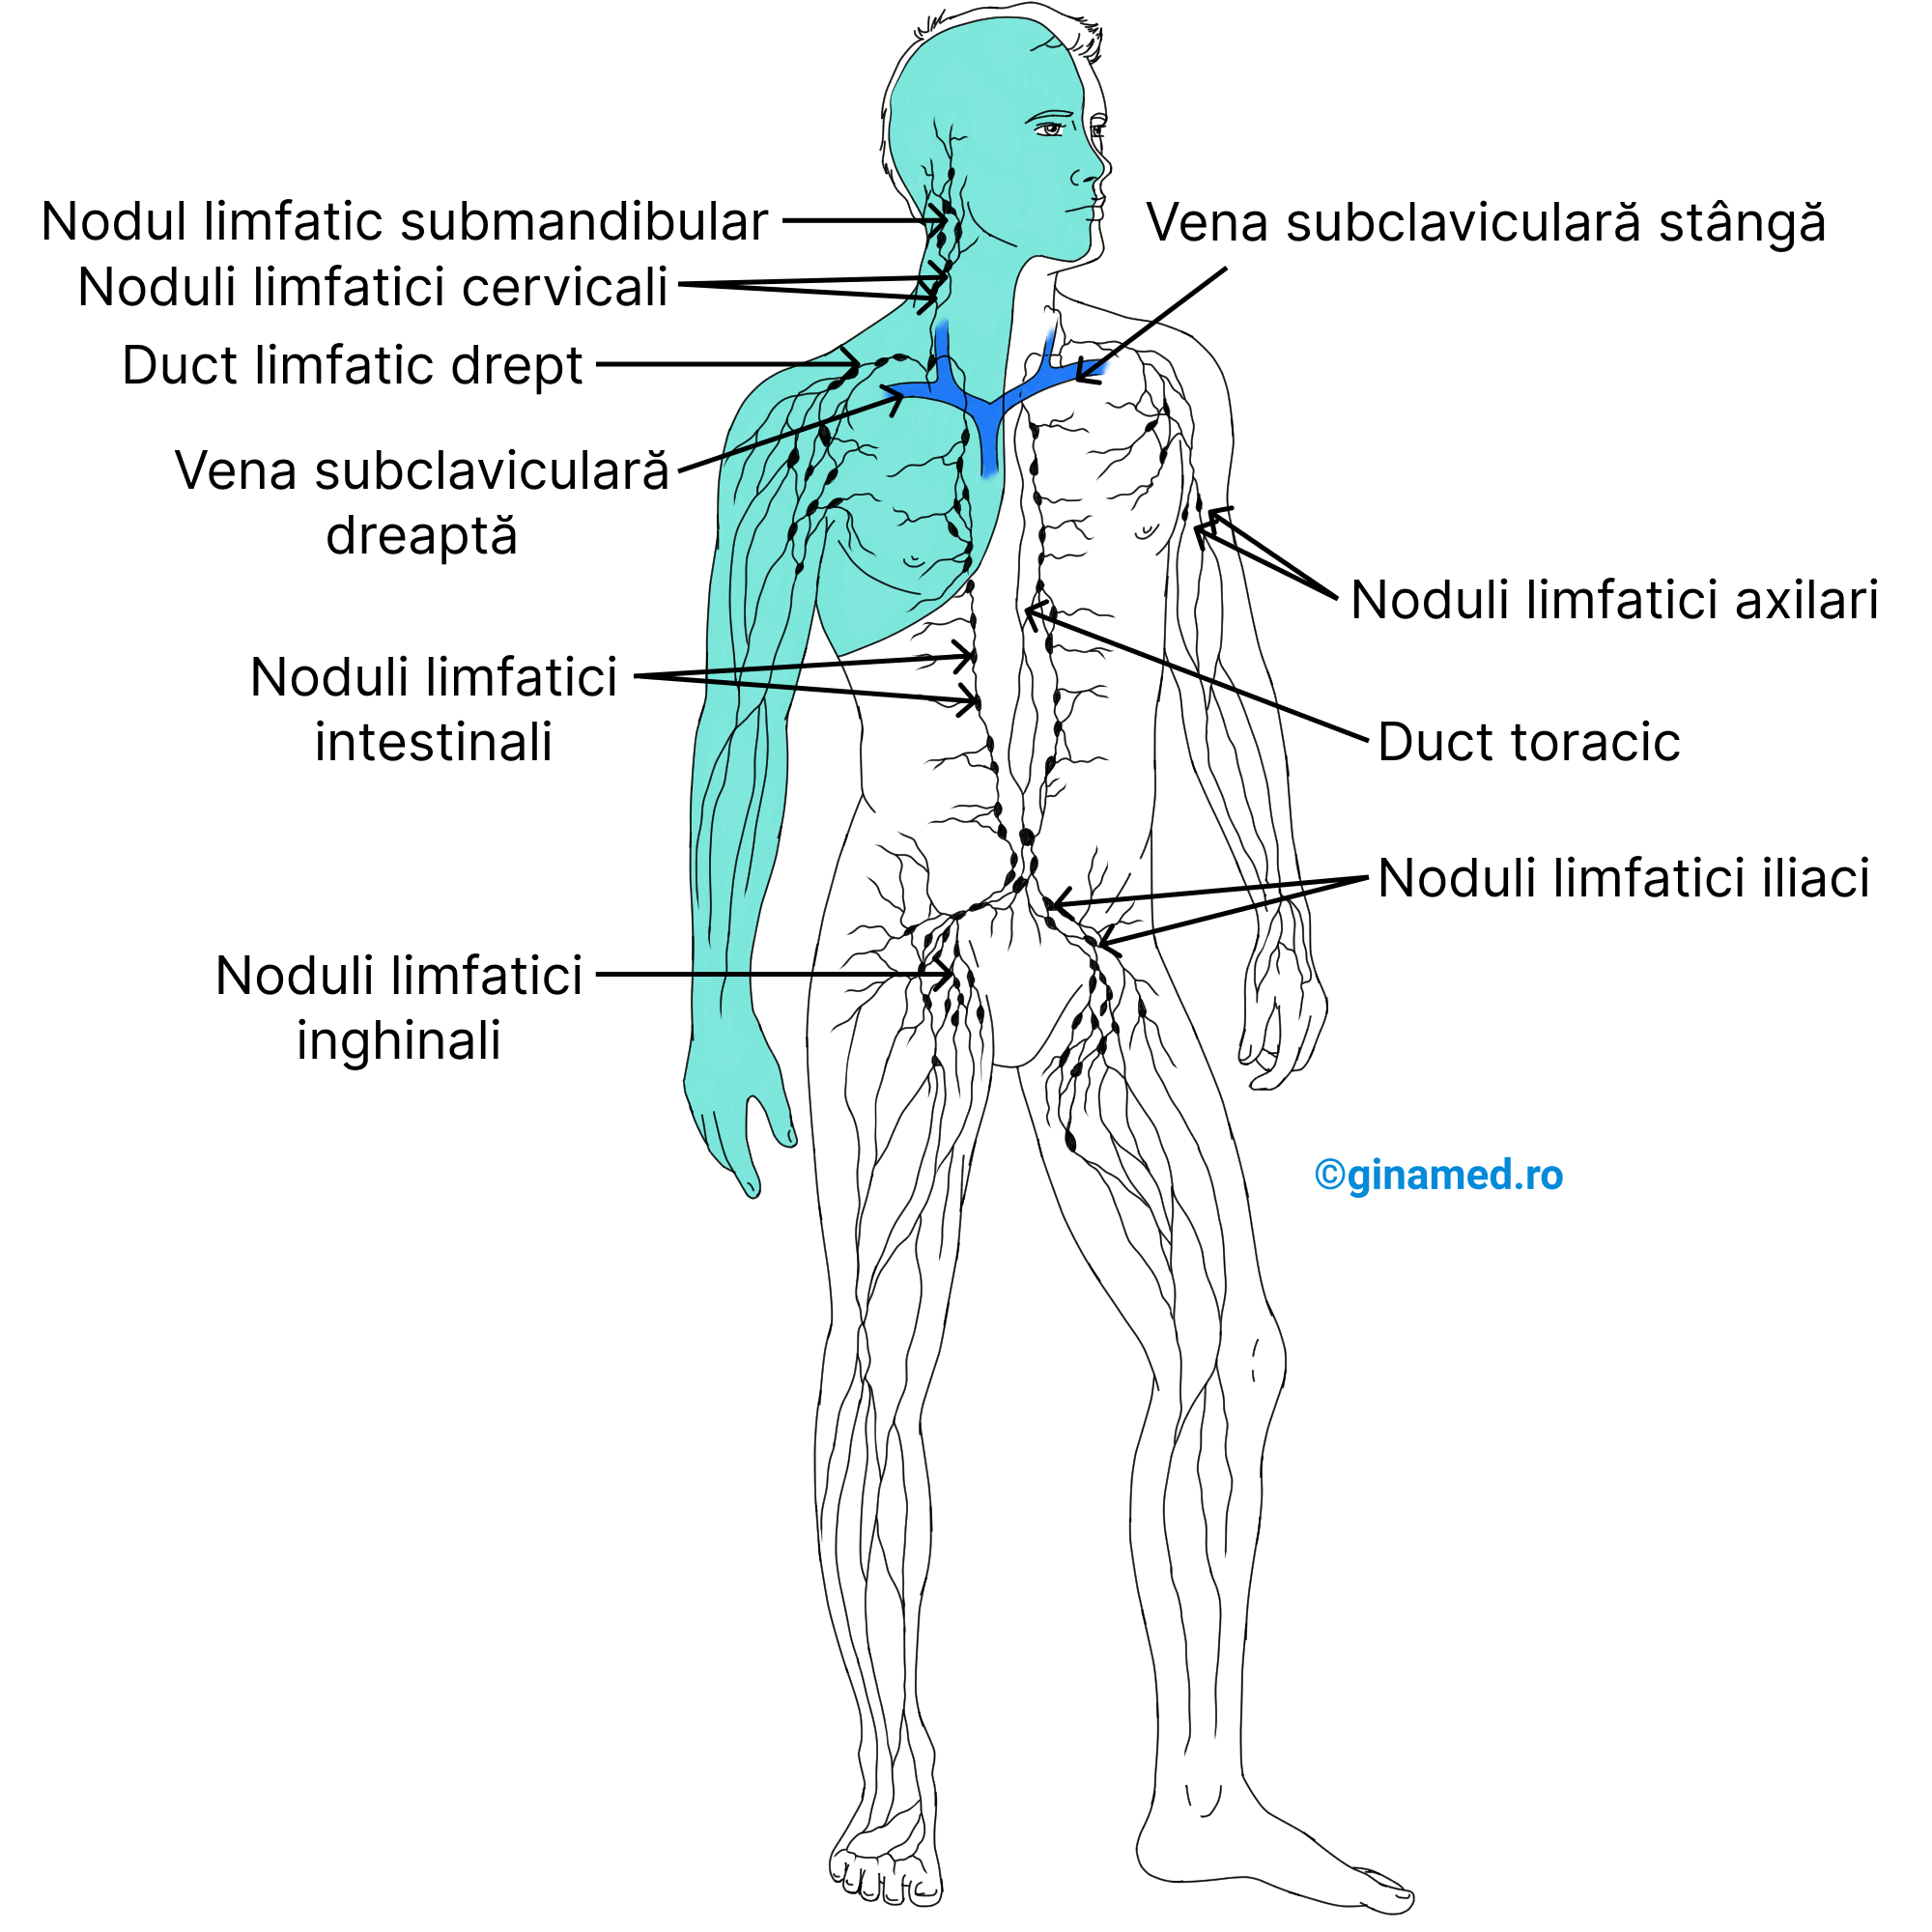 Nodul limfatic submandibular
Noduli limfatici cervicali
Duct limfatic drept
Vena subclaviculară
dreaptă
Noduli limfatici
intestinali
Noduli limfatici
inghinali
Vena subclaviculară stângă
Noduli limfatici axilari
Duct toracic
Noduli limfatici iliaci
©ginamed.ro